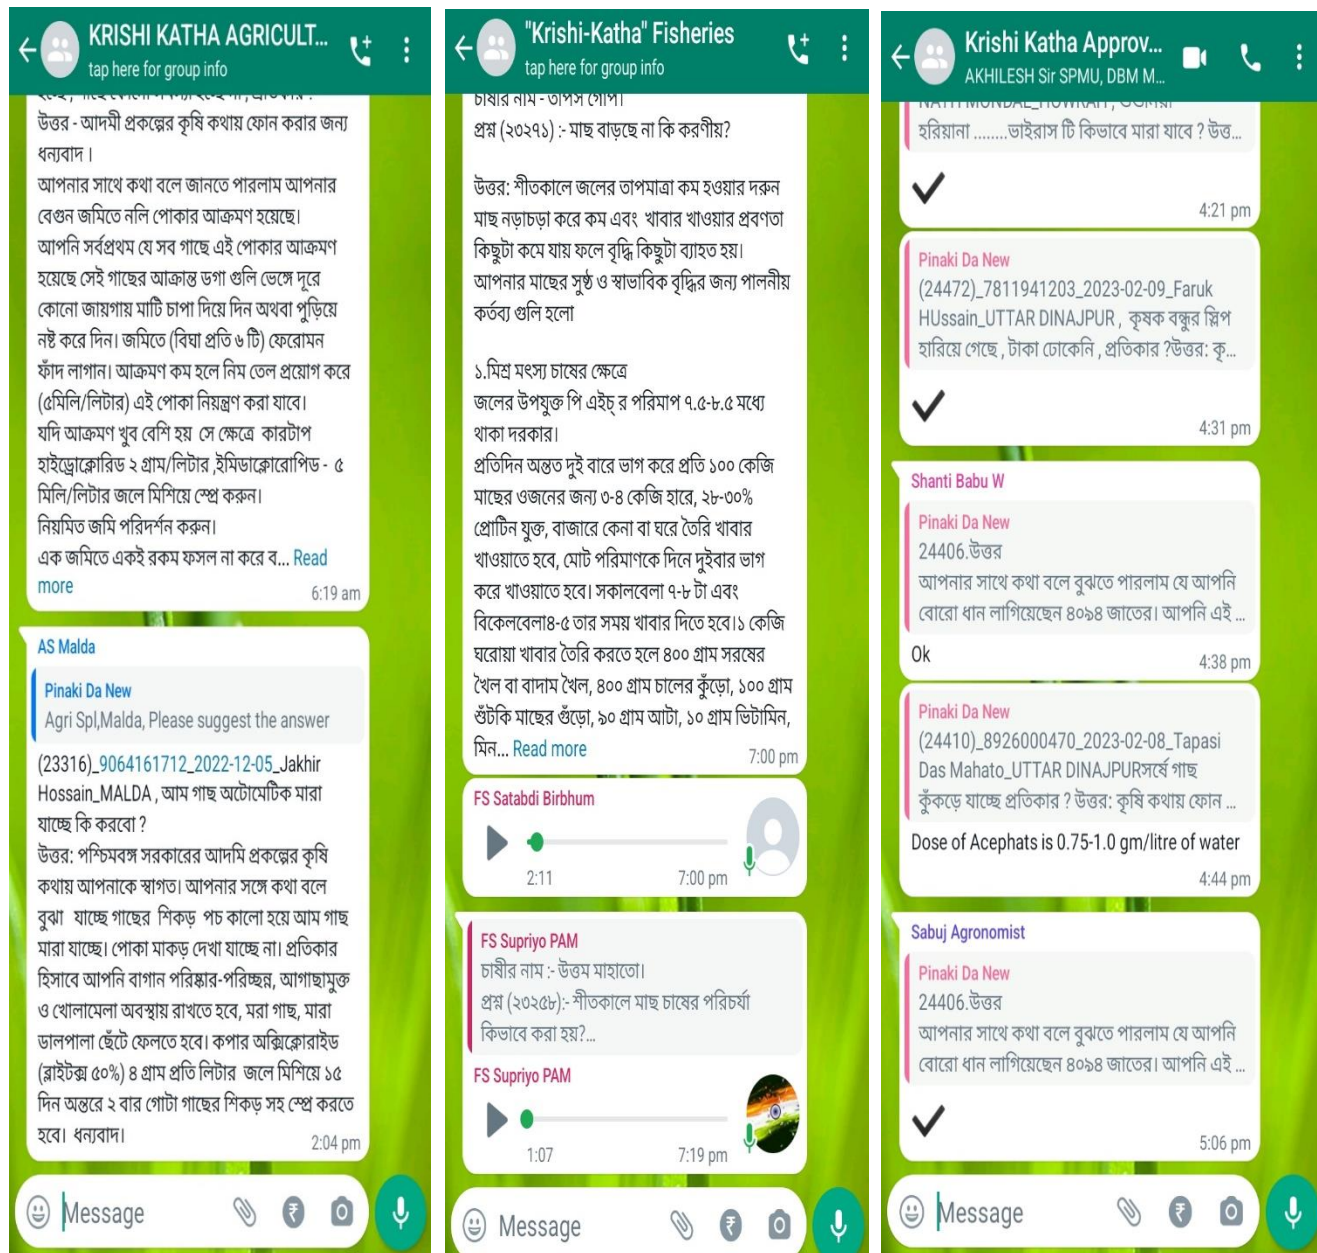 KRISHI KATHA AGRICULT...
tap here for group info
উত্তর - আদমী প্রকল্পের কৃষি কথায় ফোন করার জন্য
ধন্যবাদ।
আপনার সাথে কথা বলে জানতে পারলাম আপনার
বেগুন জমিতে নলি পোকার আক্রমণ হয়েছে।
আপনি সর্বপ্রথম যে সব গাছে এই পোকার আক্রমণ
হয়েছে সেই গাছের আক্রান্ত ডগা গুলি ভেঙ্গে দূরে
কোনো জায়গায় মাটি চাপা দিয়ে দিন অথবা পুড়িয়ে
নষ্ট করে দিন। জমিতে (বিঘা প্রতি ৬ টি) ফেরোমন
ফাঁদ লাগান। আক্রমণ কম হলে নিম তেল প্রয়োগ করে
(৫মিলি/লিটার) এই পোকা নিয়ন্ত্রণ করা যাবে।
যদি আক্রমণ খুব বেশি হয় সে ক্ষেত্রে কারটাপ
হাইড্রোক্লোরিড ২ গ্রাম/লিটার ,ইমিডাক্লোরোপিড - ৫
মিলি/লিটার জলে মিশিয়ে স্প্রে করুন।
নিয়মিত জমি পরিদর্শন করুন।
এক জমিতে একই রকম ফসল না করে ব... Read
more
6:19 am
AS Malda
Pinaki Da New
Agri Spl,Malda, Please suggest the answer
(23316)_9064161712_2022-12-05_Jakhir
Hossain_MALDA , আম গাছ অটোমেটিক মারা
যাচ্ছে কি করবো ?
উত্তর: পশ্চিমবঙ্গ সরকারের আদমি প্রকল্পের কৃষি
কথায় আপনাকে স্বাগত। আপনার সঙ্গে কথা বলে
বুঝা যাচ্ছে গাছের শিকড় পচ কালো হয়ে আম গাছ
মারা যাচ্ছে। পোকা মাকড় দেখা যাচ্ছে না। প্রতিকার
হিসাবে আপনি বাগান পরিষ্কার-পরিচ্ছন্ন, আগাছামুক্ত
ও খোলামেলা অবস্থায় রাখতে হবে, মরা গাছ, মারা
ডালপালা ছেঁটে ফেলতে হবে। কপার অক্সিক্লোরাইড
(ব্লাইটক্স ৫০%) ৪ গ্রাম প্রতি লিটার জলে মিশিয়ে ১৫
দিন অন্তরে ২ বার গোটা গাছের শিকড় সহ স্প্রে করতে
হবে। ধন্যবাদ।
2:04 pm
Message
"Krishi-Katha" Fisheries
tap here for group info
চাষীর নাম - তাপস গোপ।
প্রশ্ন (২৩২৭১) :- মাছ বাড়ছে না কি করণীয়?
উত্তর: শীতকালে জলের তাপমাত্রা কম হওয়ার দরুন
মাছ নড়াচড়া করে কম এবং খাবার খাওয়ার প্রবণতা
কিছুটা কমে যায় ফলে বৃদ্ধি কিছুটা ব্যাহত হয়।
আপনার মাছের সুষ্ঠ ও স্বাভাবিক বৃদ্ধির জন্য পালনীয়
কর্তব্য গুলি হলো
১.মিশ্র মৎস্য চাষের ক্ষেত্রে
জলের উপযুক্ত পি এইচ্ র পরিমাপ ৭.৫-৮.৫ মধ্যে
থাকা দরকার।
প্রতিদিন অন্তত দুই বারে ভাগ করে প্রতি ১০০ কেজি
মাছের ওজনের জন্য ৩-৪ কেজি হারে, ২৮-৩০%
প্রোটিন যুক্ত, বাজারে কেনা বা ঘরে তৈরি খাবার
খাওয়াতে হবে, মোট পরিমাণকে দিনে দুইবার ভাগ
করে খাওয়াতে হবে। সকালবেলা ৭-৮ টা এবং
বিকেলবেলা৪-৫ তার সময় খাবার দিতে হবে।১ কেজি
ঘরোয়া খাবার তৈরি করতে হলে ৪০০ গ্রাম সরষের
খৈল বা বাদাম খৈল, ৪০০ গ্রাম চালের কুঁড়ো, ১০০ গ্রাম
শুঁটকি মাছের গুঁড়ো, ৯০ গ্রাম আটা, ১০ গ্রাম ভিটামিন,
মিন... Read more
7:00 pm
FS Satabdi Birbhum
2:11
7:00 pm
FS Supriyo PAM
চাষীর নাম :- উত্তম মাহাতো।
প্রশ্ন (২৩২৫৮):- শীতকালে মাছ চাষের পরিচর্যা
কিভাবে করা হয়?...
FS Supriyo PAM
1:07
7:19 pm
Message
Krishi Katha Approv...
AKHILESH Sir SPMU, DBM M...
হরিয়ানা ........ভাইরাস টি কিভাবে মারা যাবে ? উত্ত...
4:21 pm
Pinaki Da New
(24472)_7811941203_2023-02-09_Faruk
HUssain_UTTAR DINAJPUR , কৃষক বন্ধুর স্লিপ
হারিয়ে গেছে , টাকা ঢোকেনি , প্রতিকার ?উত্তর: কৃ...
4:31 pm
Shanti Babu W
Pinaki Da New
24406.উত্তর
আপনার সাথে কথা বলে বুঝতে পারলাম যে আপনি
বোরো ধান লাগিয়েছেন ৪০৯৪ জাতের। আপনি এই ...
Ok
4:38 pm
Pinaki Da New
(24410)_8926000470_2023-02-08_Tapasi
Das Mahato_UTTAR DINAJPURসর্ষে গাছ
কুঁকড়ে যাচ্ছে প্রতিকার ? উত্তর: কৃষি কথায় ফোন ...
Dose of Acephats is 0.75-1.0 gm/litre of water
4:44 pm
Sabuj Agronomist
Pinaki Da New
24406.উত্তর
আপনার সাথে কথা বলে বুঝতে পারলাম যে আপনি
বোরো ধান লাগিয়েছেন ৪০৯৪ জাতের। আপনি এই ...
5:06 pm
Message